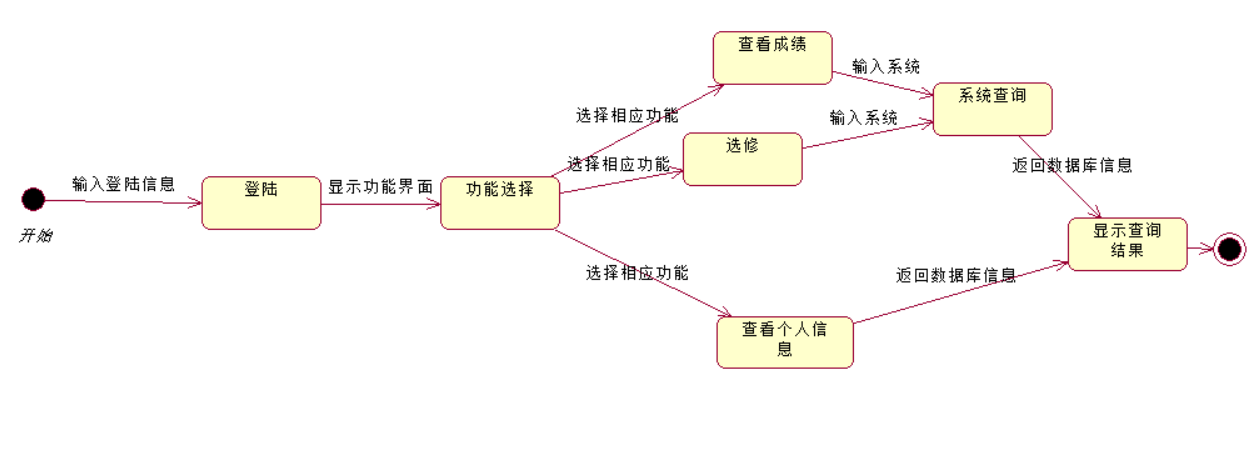 查看成绩
输入系统
系统查询
选择相应功能
输入系统
选修
选择相应功能
返回数据库信息
输入登陆信息
登陆
显示功能界面
功能选择
开始
显示查询
结果
选择相应功能
返回数据库信息
查看个人信
息